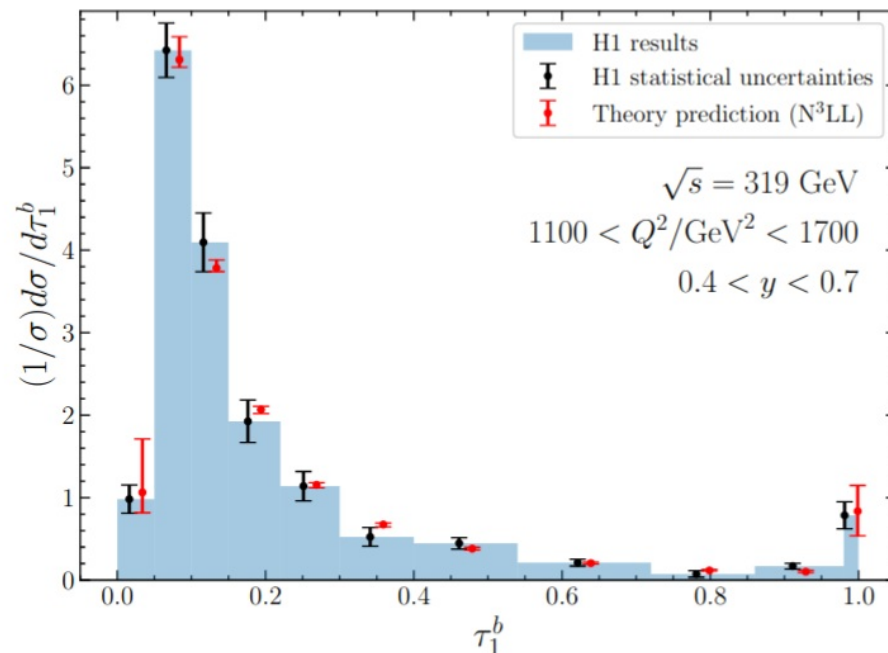 H1 results
H1 statistical uncertainties
Theory prediction (N³LL)
√s = 319 GeV
1100 < Q²/GeV² < 1700
0.4 < y < 0.7
(1/σ)dσ/dτ₁ᵇ
6
5
4
3
2
1
0
0.0 0.2 0.4 0.6 0.8 1.0
τ₁ᵇ